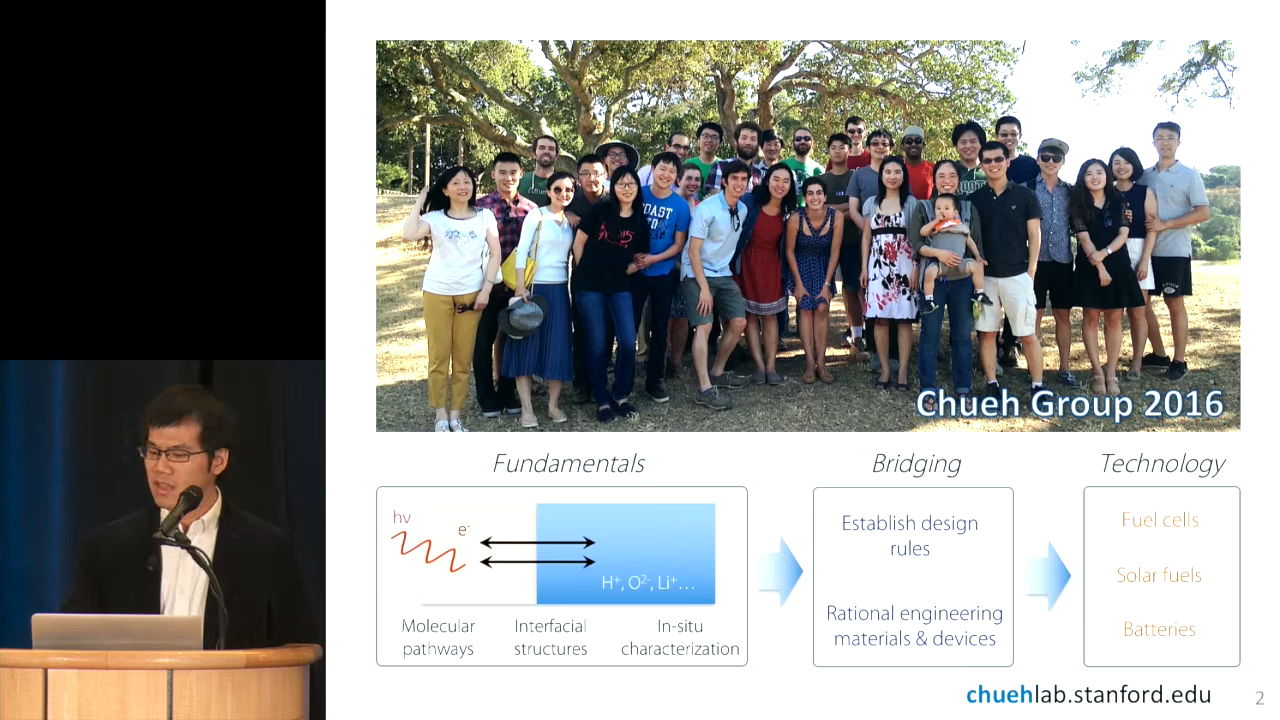 COAST
Chueh Group 2016
Fundamentals
Bridging
Technology
hν
e-
H+, O2-, Li+...
Molecular
pathways
Interfacial
structures
In-situ
characterization
Establish design
rules
Rational engineering
materials & devices
Fuel cells
Solar fuels
Batteries
chuehlab.stanford.edu
2